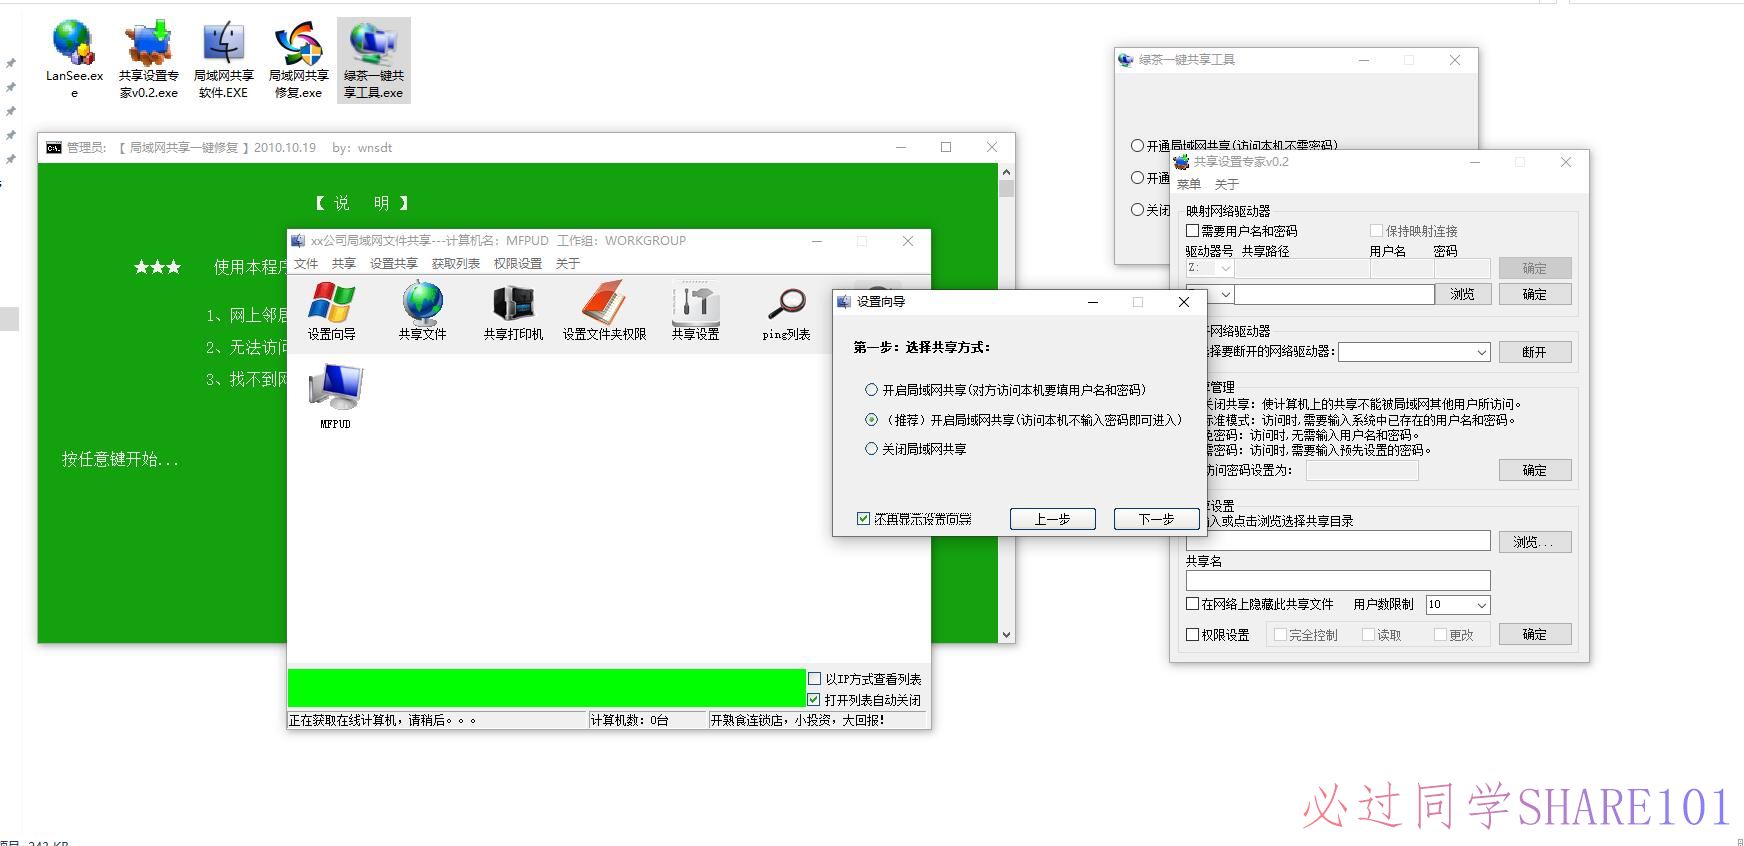 LanSee.ex
e
共享设置专
家v0.2.exe
局域网共享
软件.EXE
局域网共享
修复.exe
绿茶一键共
享工具.exe
管理员: 【 局域网共享一键修复 】2010.10.19 by: wnsdt
【 说 明 】
★★★ 使用本程序
1、网上邻居
2、无法访问
3、找不到网
按任意键开始...
xx公司局域网文件共享---计算机名: MFPUD 工作组: WORKGROUP
文件 共享 设置共享 获取列表 权限设置 关于
设置向导 共享文件 共享打印机 设置文件夹权限 共享设置 ping列表
MFPUD
以IP方式查看列表
打开列表自动关闭
正在获取在线计算机，请稍后。。。 计算机数: 0台 开熟食连锁店，小投资，大回报!
设置向导
第一步: 选择共享方式:
开启局域网共享(对方访问本机要填用户名和密码)
(推荐)开启局域网共享(访问本机不输入密码即可进入)
关闭局域网共享
不再显示设置向导 上一步 下一步
绿茶一键共享工具
开通局域网共享(访问本机不需密码)
开通
关闭
共享设置专家v0.2
菜单 关于
映射网络驱动器
需要用户名和密码 保持映射连接
驱动器号 共享路径 用户名 密码
Z: 确定
浏览 确定
网络驱动器
选择要断开的网络驱动器: 断开
管理
关闭共享: 使计算机上的共享不能被局域网其他用户所访问。
标准模式: 访问时,需要输入系统中已存在的用户名和密码。
免密码: 访问时,无需输入用户名和密码。
需密码: 访问时,需要输入预先设置的密码。
访问密码设置为: 确定
设置
输入或点击浏览选择共享目录
浏览...
共享名
在网络上隐藏此共享文件 用户数限制 10
权限设置 完全控制 读取 更改 确定
必过同学SHARE101